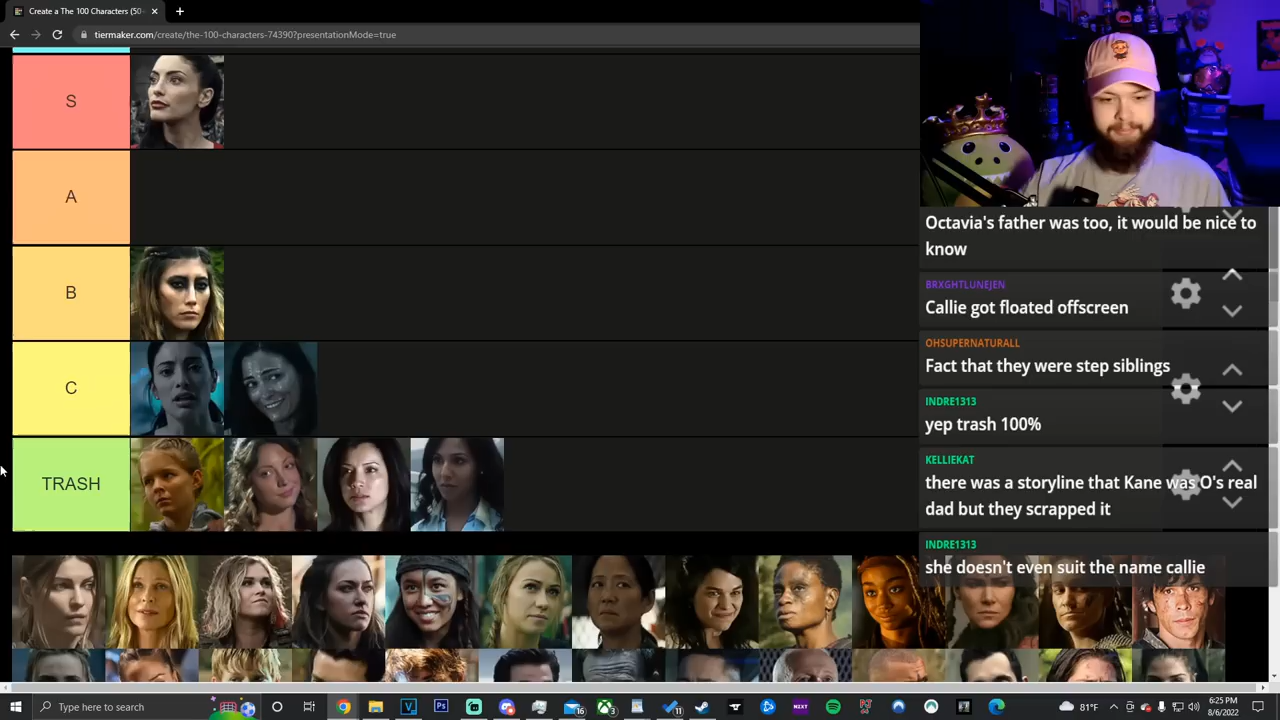 Create a The 100 Characters (50+
tiermaker.com/create/the-100-characters-74390?presentationMode=true
S
A
B
C
TRASH
Octavia's father was too, it would be nice to
know
BRXGHTLUNEJEN
Callie got floated offscreen
OHSUPERNATURALL
Fact that they were step siblings
INDRE1313
yep trash 100%
KELLIEKAT
there was a storyline that Kane was O's real
dad but they scrapped it
INDRE1313
she doesn't even suit the name callie
Type here to search
16
3
11
81°F
6:25 PM
8/6/2022